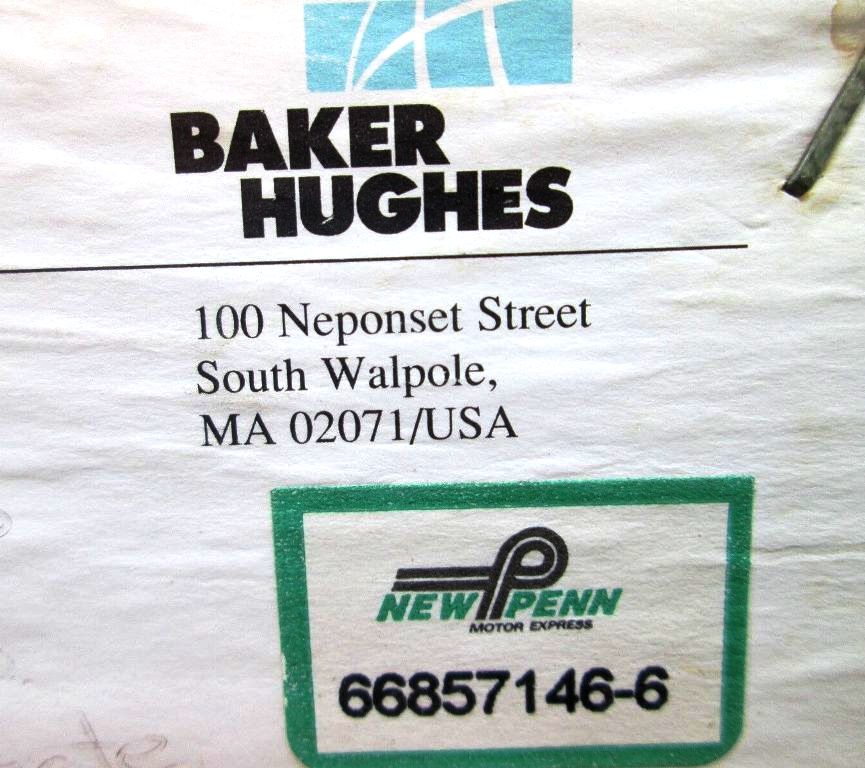 BAKER
HUGHES
100 Neponset Street
South Walpole,
MA 02071/USA
NEW PENN
MOTOR EXPRESS
66857146-6